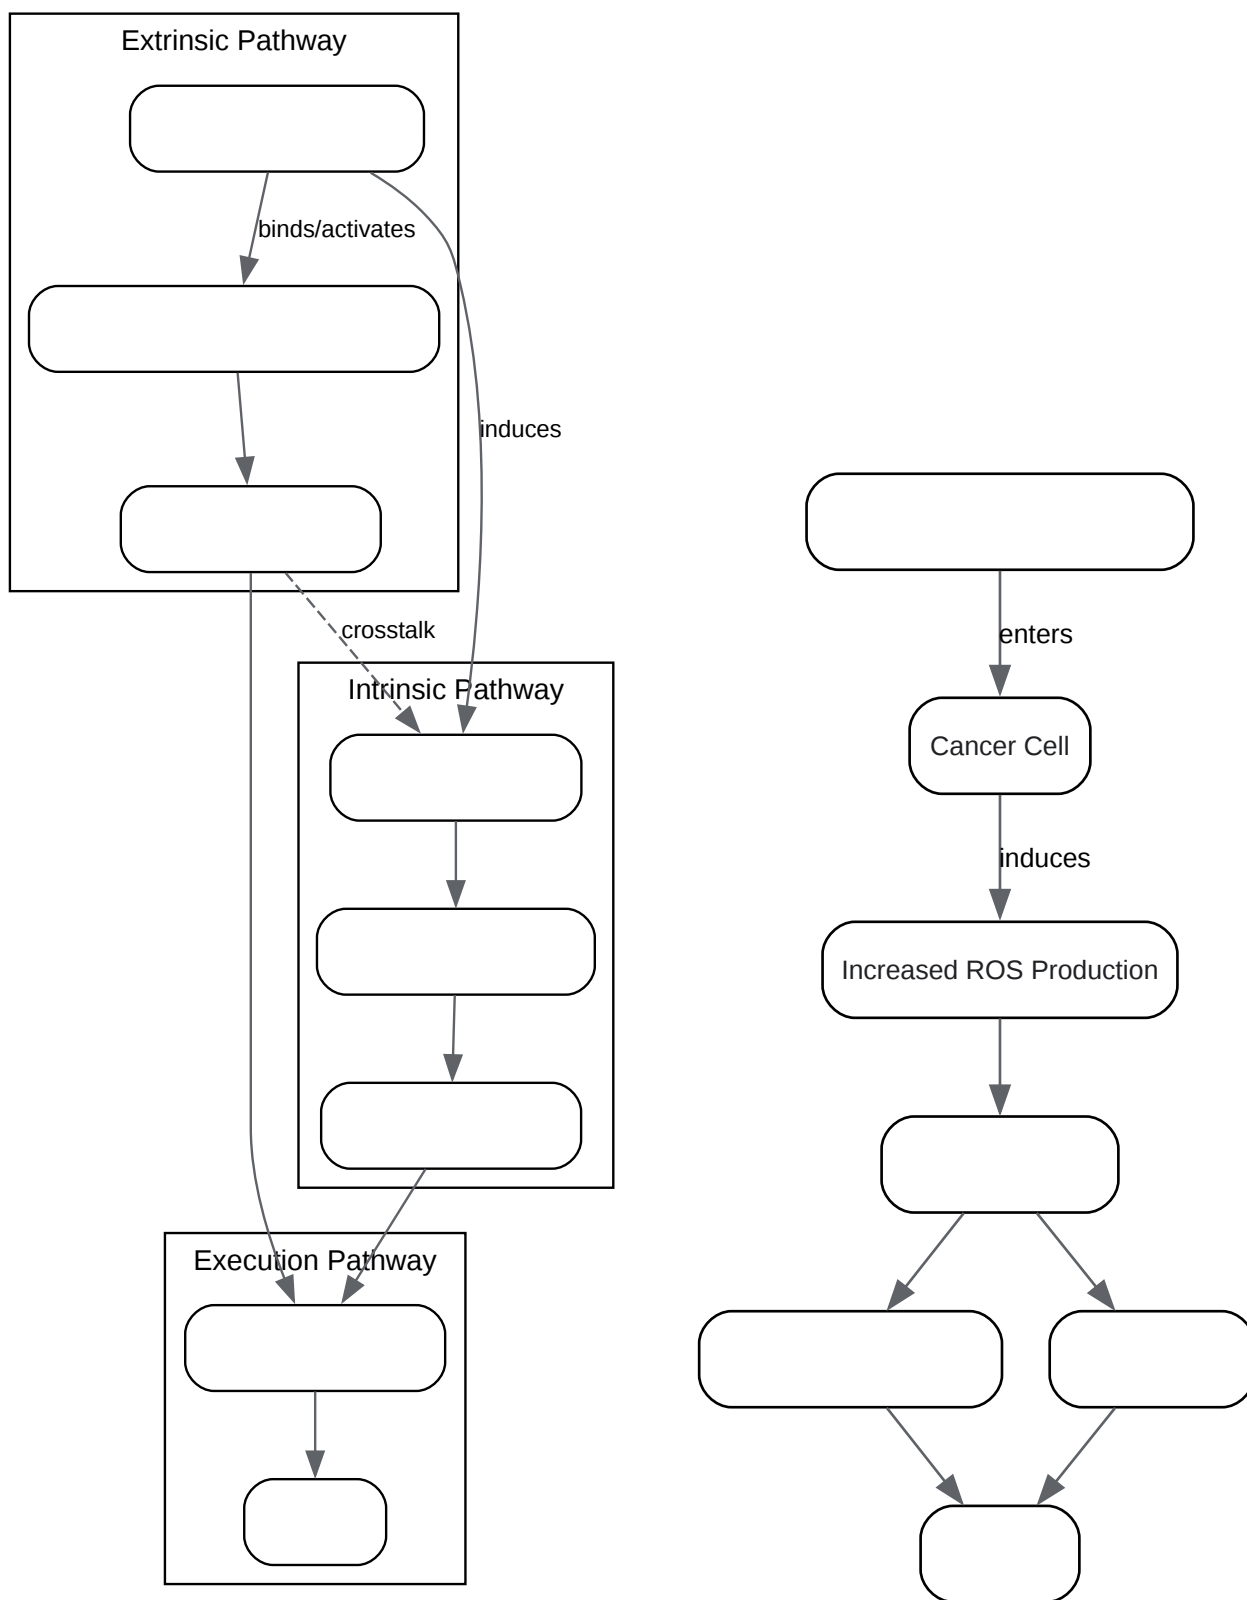 Extrinsic Pathway
binds/activates
induces
crosstalk
Intrinsic Pathway
Execution Pathway
enters
Cancer Cell
induces
Increased ROS Production